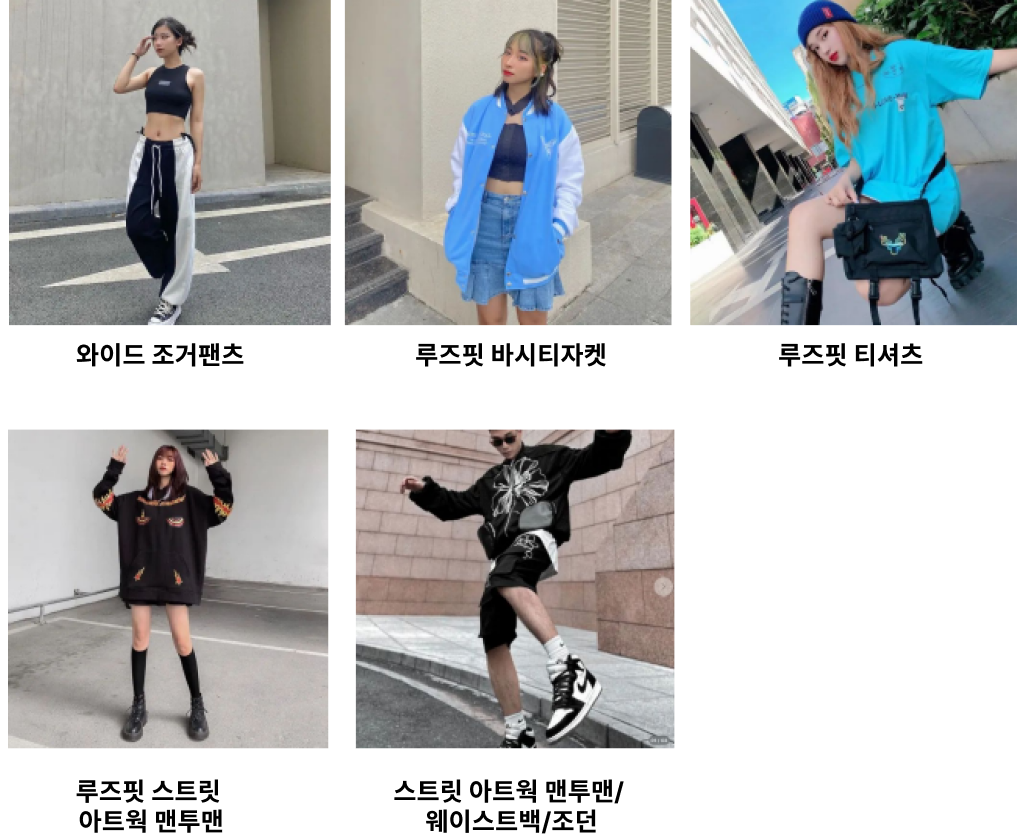 와이드 조거팬츠
루즈핏 바시티자켓
루즈핏 티셔츠
루즈핏 스트릿
아트웍 맨투맨
스트릿 아트웍 맨투맨/
웨이스트백/조던